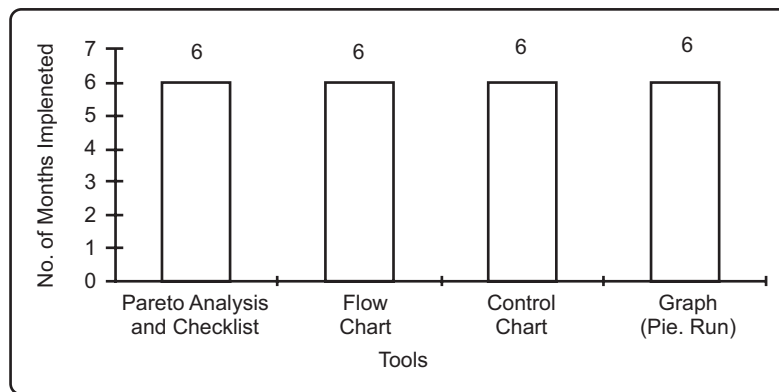 No. of Months Impleneted
7
6
5
4
3
2
1
0
6
6
6
6
Pareto Analysis
and Checklist
Flow
Chart
Control
Chart
Graph
(Pie. Run)
Tools